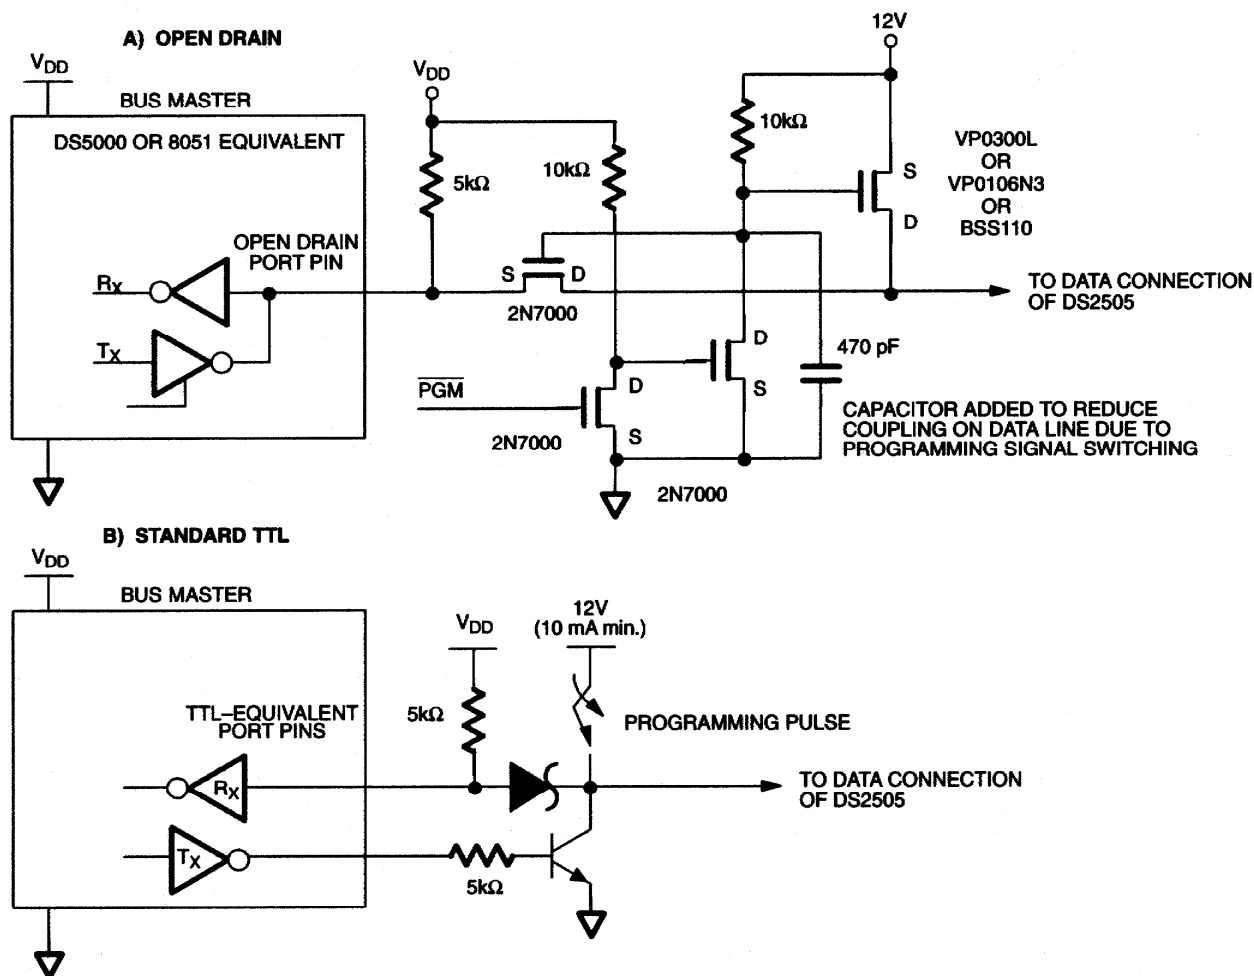 A) OPEN DRAIN
VDD
BUS MASTER
DS5000 OR 8051 EQUIVALENT
OPEN DRAIN
PORT PIN
RX
TX
VDD
5kΩ
10kΩ
S
D
2N7000
PGM
D
S
2N7000
12V
10kΩ
S
D
VP0300L
OR
VP0106N3
OR
BSS110
TO DATA CONNECTION
OF DS2505
D
S
2N7000
470 pF
CAPACITOR ADDED TO REDUCE
COUPLING ON DATA LINE DUE TO
PROGRAMMING SIGNAL SWITCHING
B) STANDARD TTL
VDD
BUS MASTER
TTL–EQUIVALENT
PORT PINS
RX
TX
VDD
5kΩ
12V
(10 mA min.)
PROGRAMMING PULSE
TO DATA CONNECTION
OF DS2505
5kΩ